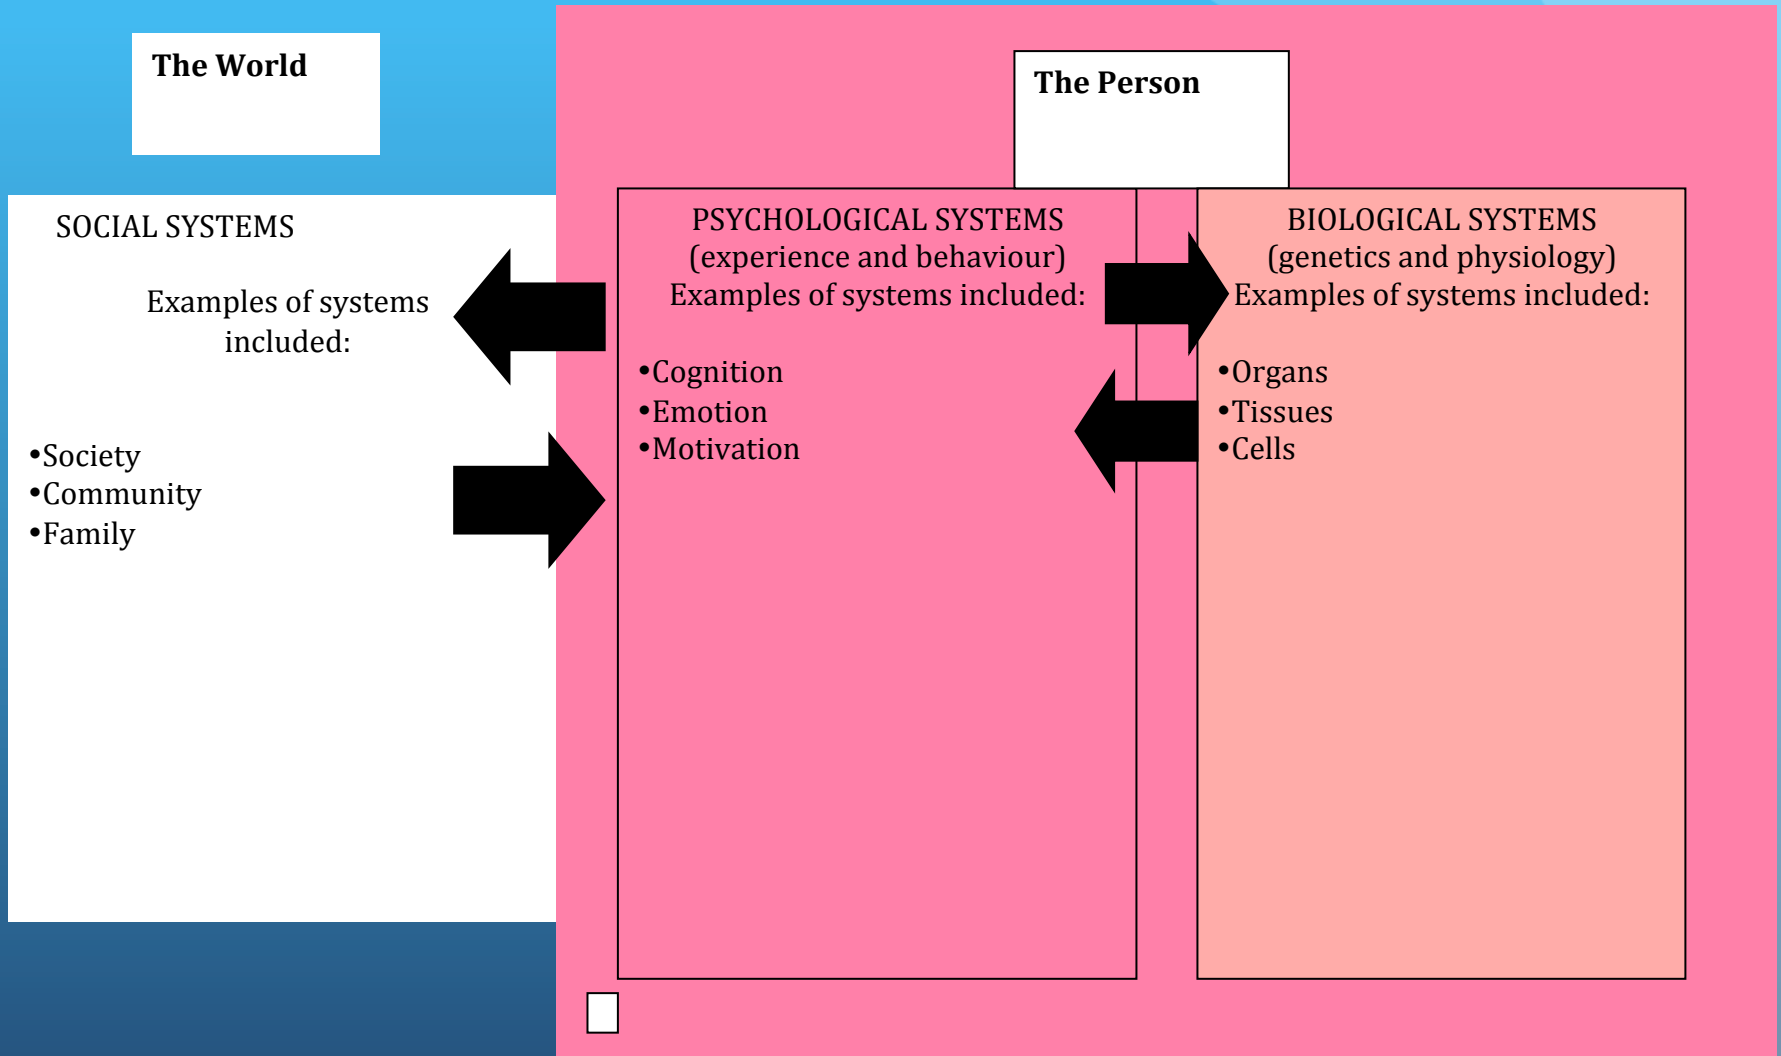 The World
The Person
SOCIAL SYSTEMS
Examples of systems
included:
•Society
•Community
•Family
PSYCHOLOGICAL SYSTEMS
(experience and behaviour)
Examples of systems included:
•Cognition
•Emotion
•Motivation
BIOLOGICAL SYSTEMS
(genetics and physiology)
Examples of systems included:
•Organs
•Tissues
•Cells